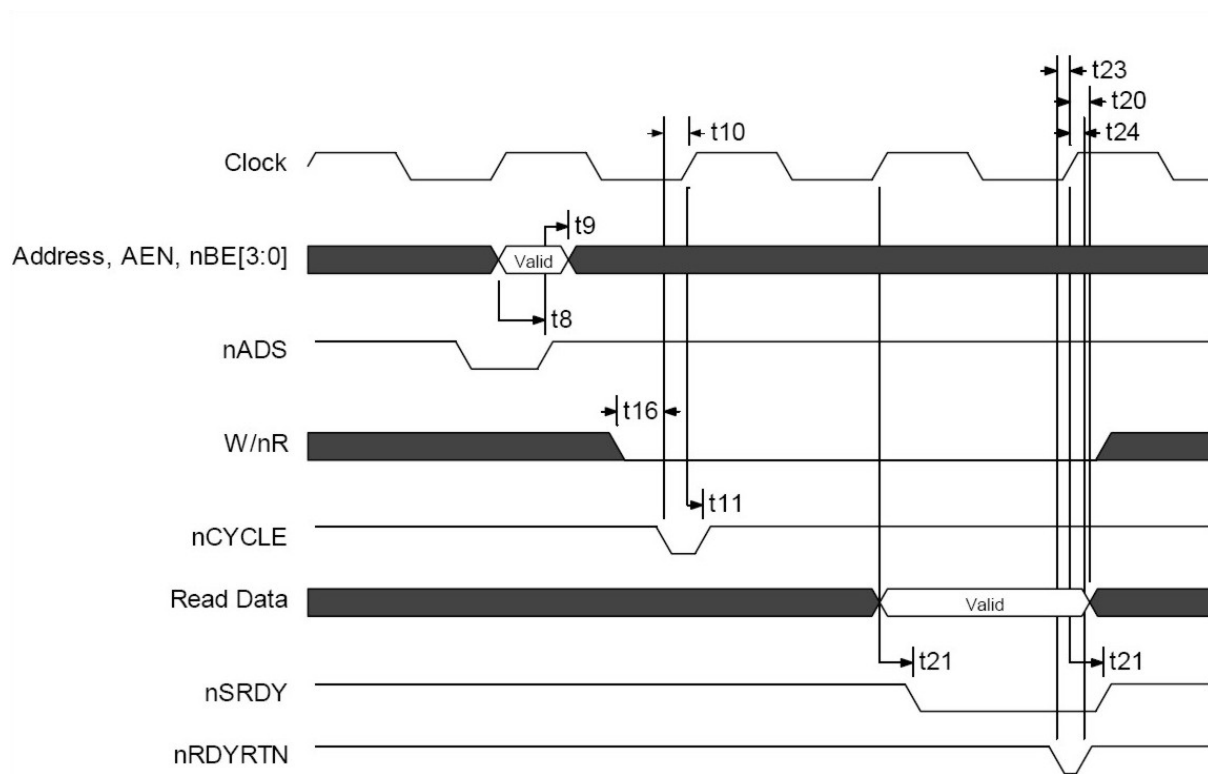 t23
t20
t10
t24
Clock
t9
Address, AEN, nBE[3:0]
Valid
t8
nADS
t16
W/nR
t11
nCYCLE
Read Data
Valid
t21
t21
nSRDY
nRDYRTN